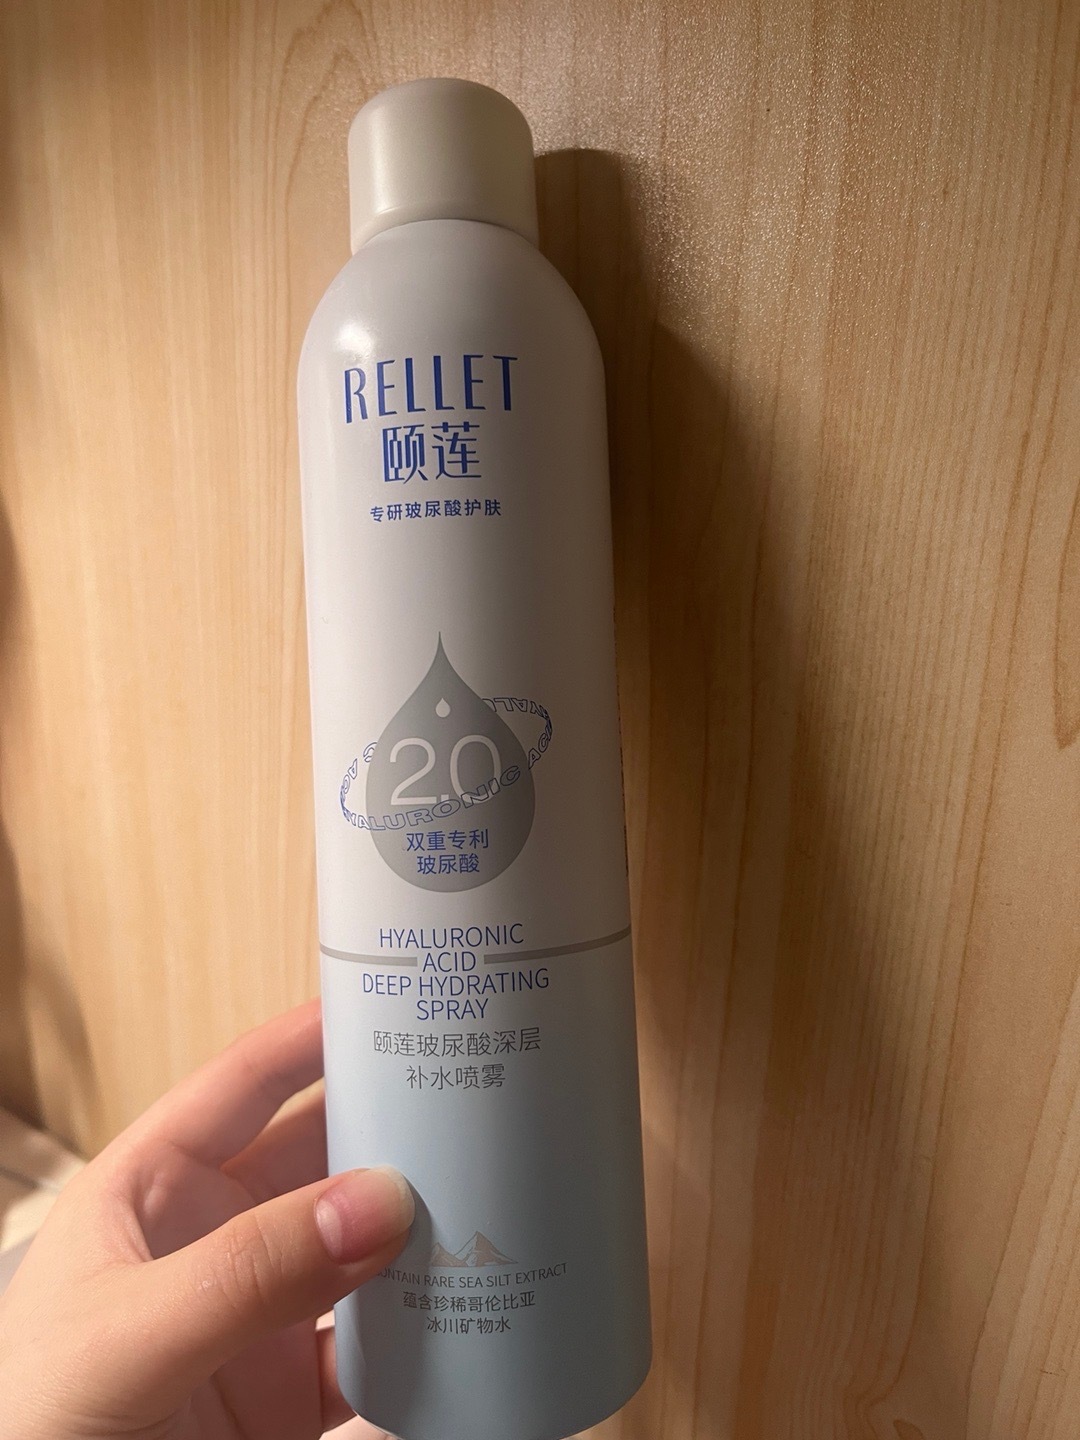 RELLET
颐莲
专研玻尿酸护肤
2.0
HYALURONIC ACID
双重专利
玻尿酸
HYALURONIC
ACID
DEEP HYDRATING
SPRAY
颐莲玻尿酸深层
补水喷雾
RARE SEA SILT EXTRACT
蕴含珍稀哥伦比亚
冰川矿物水